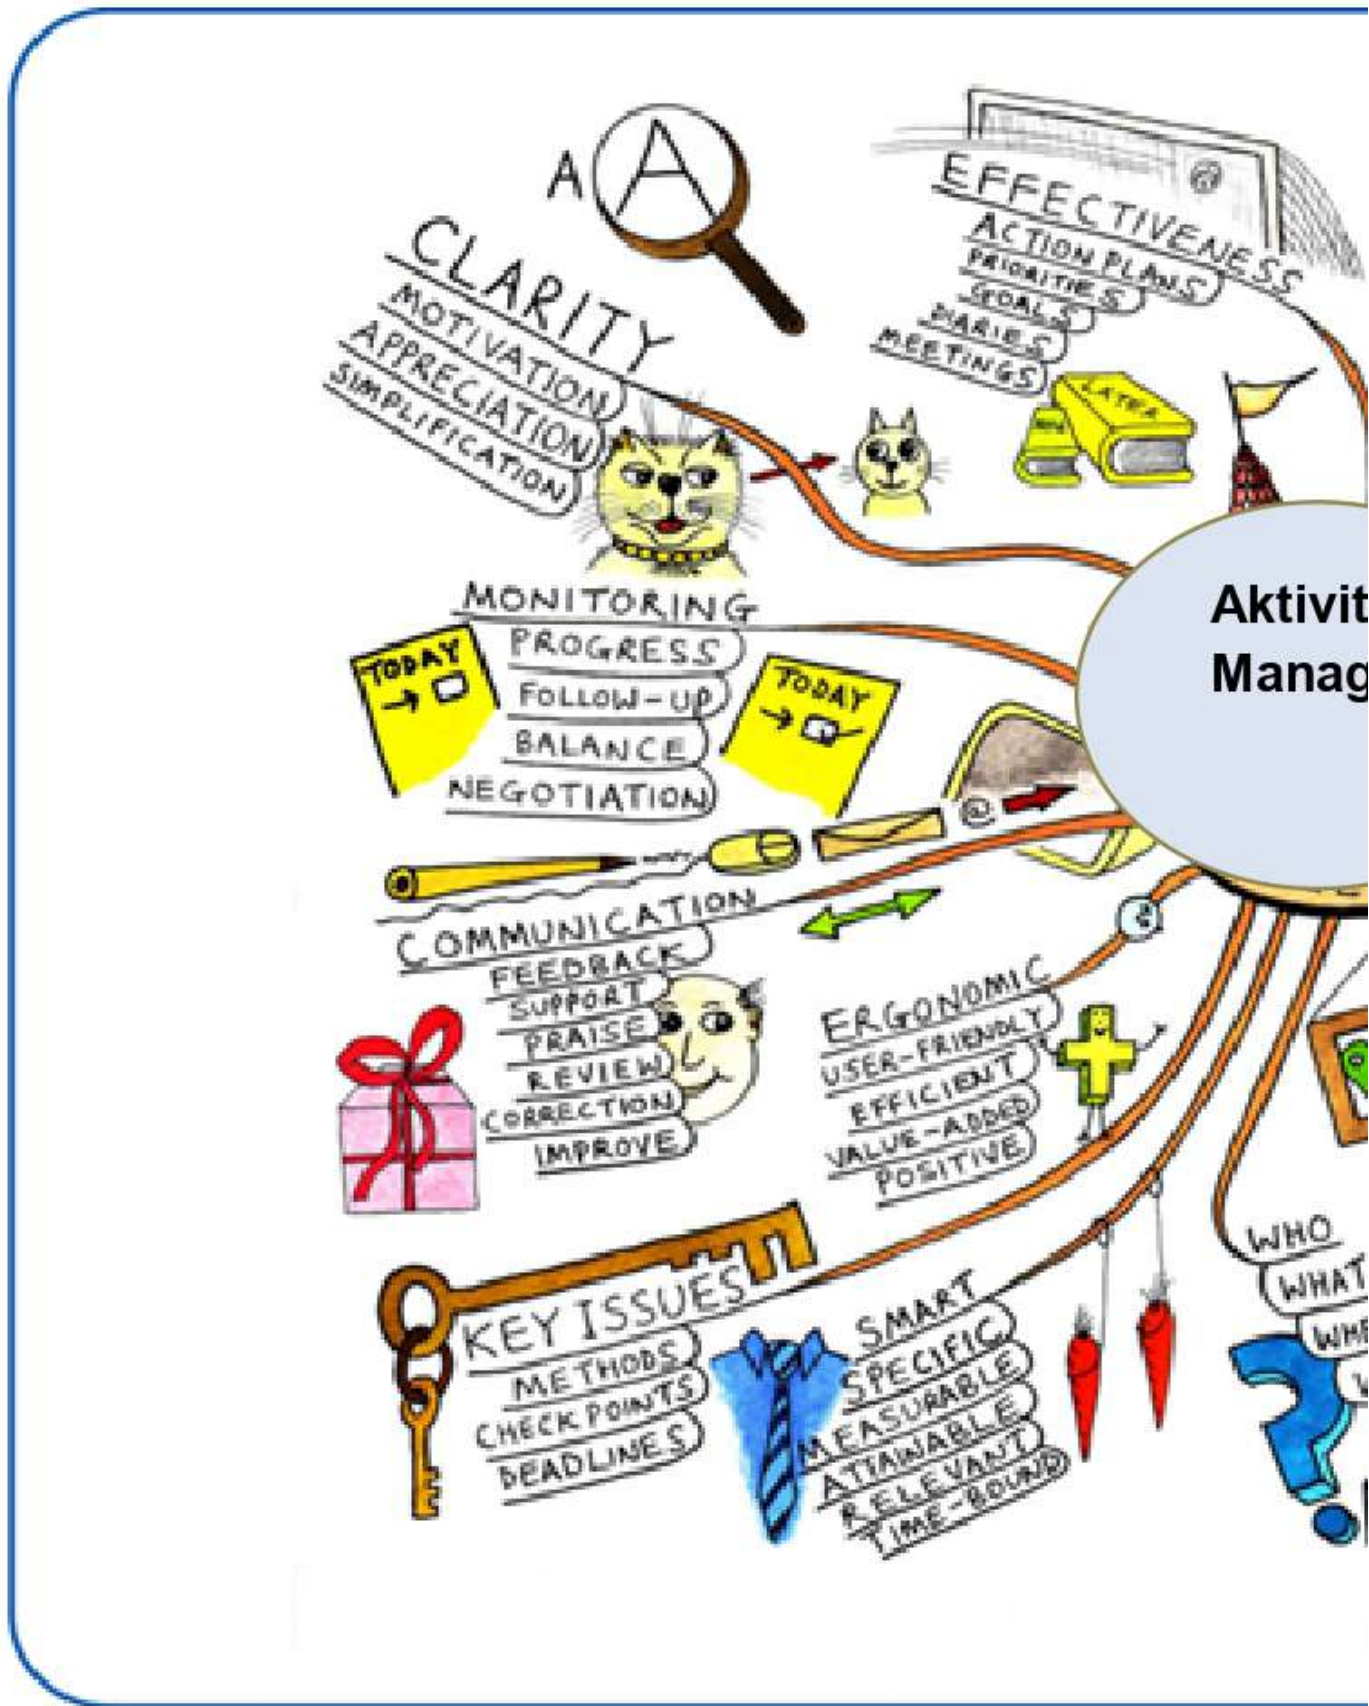 A
A
EFFECTIVENESS
ACTION PLANS
PRIORITIES
GOALS
DIARIES
MEETINGS
CLARITY
MOTIVATION
APPRECIATION
SIMPLIFICATION
LATER
Aktivit
Manag
MONITORING
PROGRESS
FOLLOW-UP
BALANCE
NEGOTIATION
TODAY
TODAY
@
COMMUNICATION
FEEDBACK
SUPPORT
PRAISE
REVIEW
CORRECTION
IMPROVE
ERGONOMIC
USER-FRIENDLY
EFFICIENT
VALUE-ADDED
POSITIVE
KEY ISSUES
METHODS
CHECK POINTS
DEADLINES
SMART
SPECIFIC
MEASURABLE
ATTAINABLE
RELEVANT
TIME-BOUND
WHO
WHAT
WHE